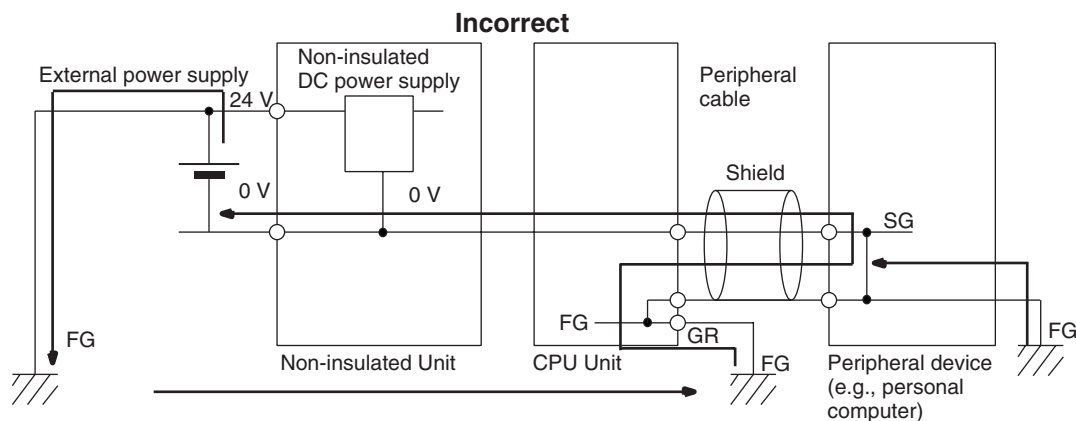 Incorrect
External power supply
Non-insulated
DC power supply
Peripheral
cable
24 V
Shield
0 V
0 V
SG
FG
FG
GR
FG
FG
Non-insulated Unit
CPU Unit
Peripheral device
(e.g., personal
computer)